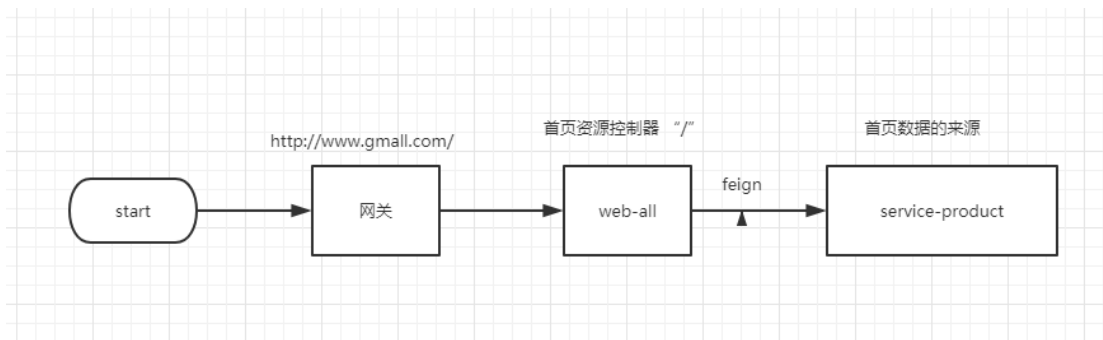 http://www.gmall.com/
首页资源控制器 “/”
首页数据的来源
start
网关
web-all
feign
service-product